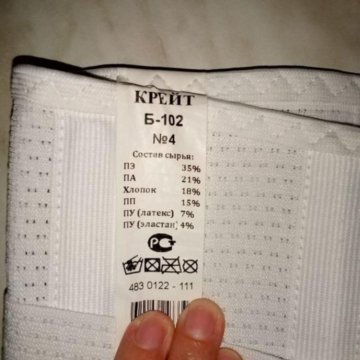 КРЕЙТ
Б-102
№4
Состав сырья:
ПЭ 35%
ПА 21%
Хлопок 18%
ПП 15%
ПУ (латекс) 7%
ПУ (эластан) 4%
РС
483 0122 - 111